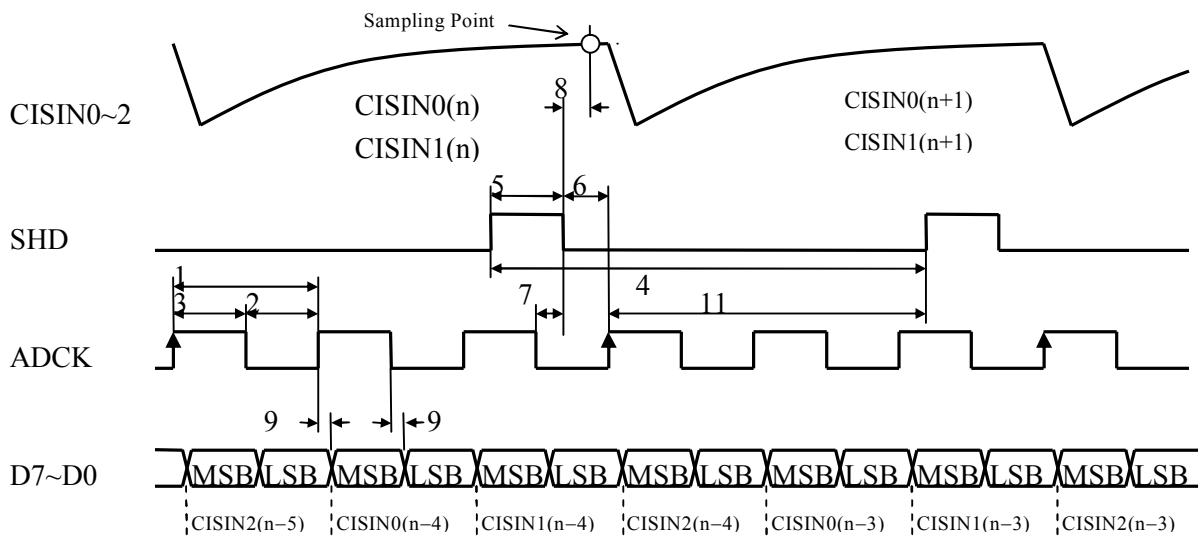 Sampling Point
8
CISIN0(n)
CISIN0(n+1)
CISIN0~2
CISIN1(n)
CISIN1(n+1)
5
6
SHD
1
4
3
2
7
11
ADCK
9
9
D7~D0
MSB LSB MSB LSB MSB LSB MSB LSB MSB LSB MSB LSB MSB LSB
CISIN2(n−5) CISIN0(n−4) CISIN1(n−4) CISIN2(n−4) CISIN0(n−3) CISIN1(n−3) CISIN2(n−3)